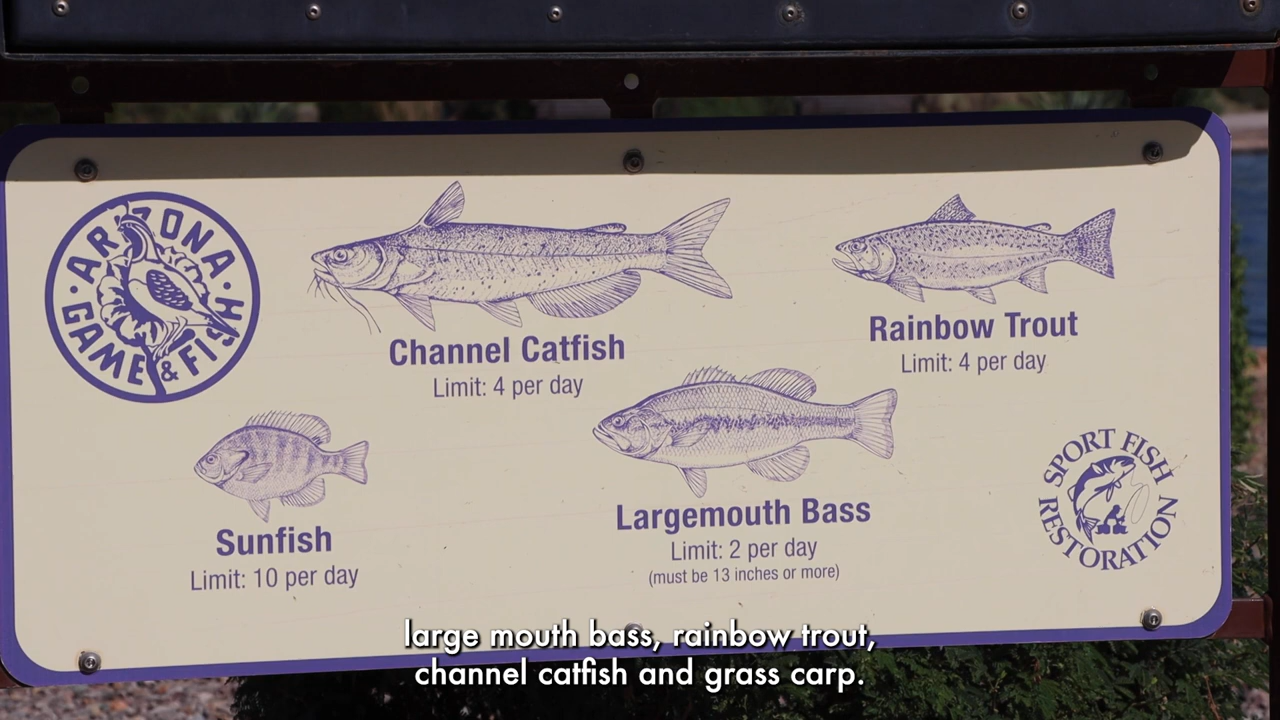 ARIZONA
GAME & FISH
Channel Catfish
Limit: 4 per day
Rainbow Trout
Limit: 4 per day
Sunfish
Limit: 10 per day
Largemouth Bass
Limit: 2 per day
(must be 13 inches or more)
SPORT FISH
RESTORATION
large mouth bass, rainbow trout,
channel catfish and grass carp.